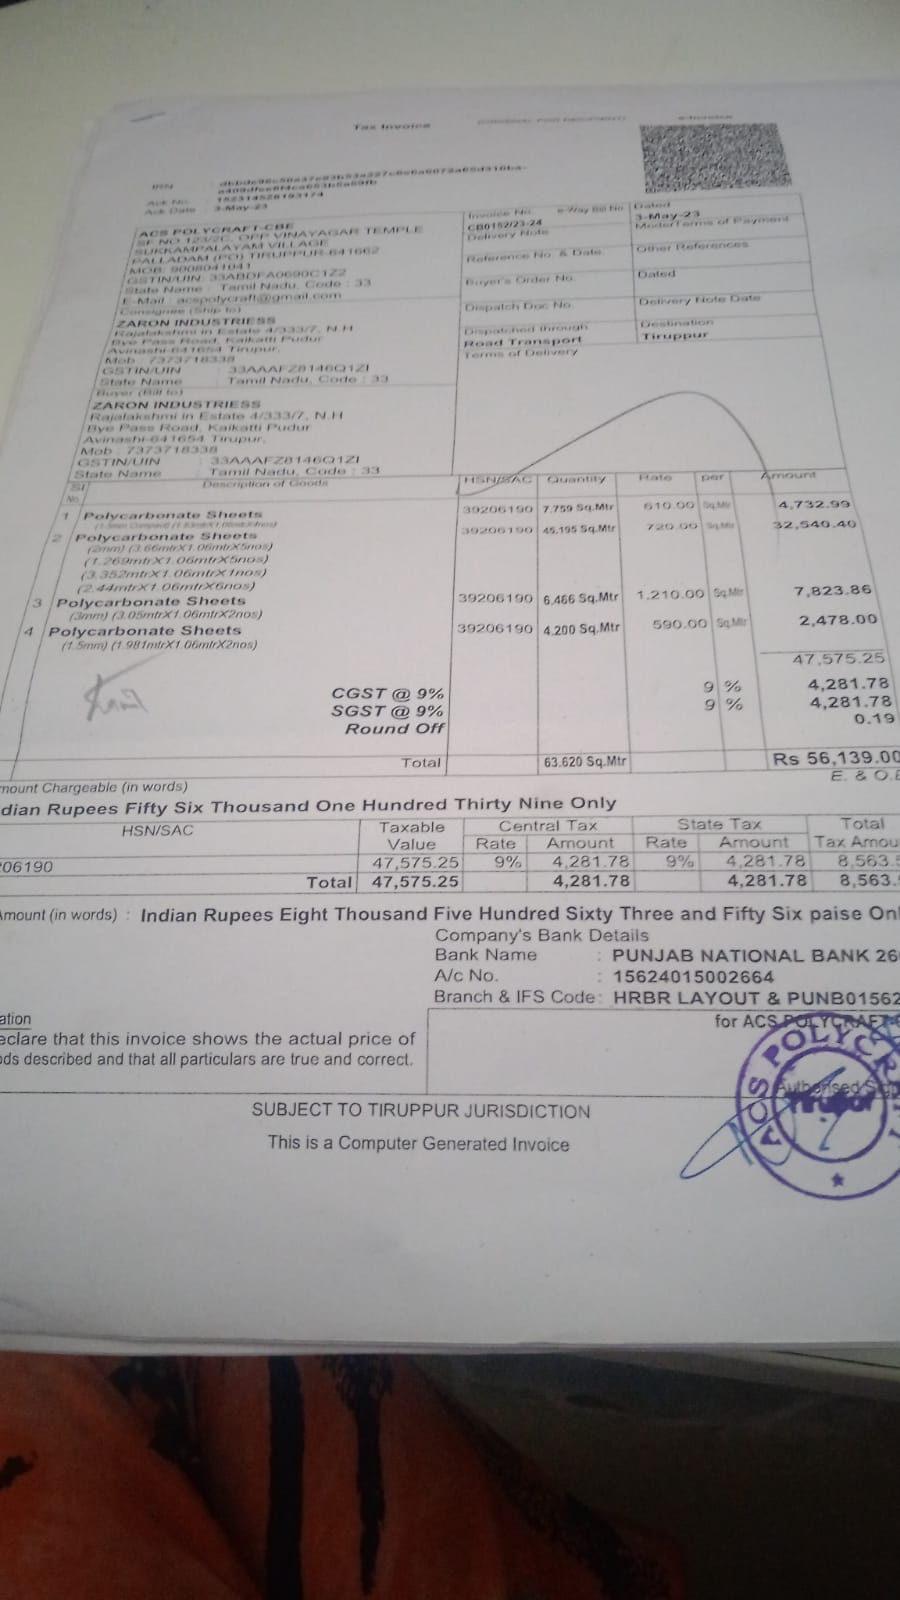 Tax Invoice
IRN :
Ack No. : 152314528193174
Ack Date : 3-May-23
ACS POLYCRAFT-CBE
SF NO 123/2C, OPP VINAYAGAR TEMPLE
SUKKAMPALAYAM VILLAGE
PALLADAM (PO) TIRUPPUR-641662
MOB: 9008041041
GSTIN/UIN: 33ABDFA0690C1Z2
State Name : Tamil Nadu, Code : 33
E-Mail : acspolycraft@gmail.com
Invoice No. e-Way Bill No. Dated
CB0152/23-24 3-May-23
Delivery Note Mode/Terms of Payment
Reference No. & Date. Other References
Buyer's Order No. Dated
Dispatch Doc No. Delivery Note Date
Dispatched through Destination
Road Transport Tiruppur
Terms of Delivery
Consignee (Ship to)
ZARON INDUSTRIESS
Rajalakshmi in Estate 4/333/7, N.H
Bye Pass Road, Kaikatti Pudur
Avinashi-641654 Tirupur.
Mob : 7373718338
GSTIN/UIN : 33AAAFZ8146Q1ZI
State Name : Tamil Nadu, Code : 33
Buyer (Bill to)
ZARON INDUSTRIESS
Rajalakshmi in Estate 4/333/7, N.H
Bye Pass Road, Kaikatti Pudur
Avinashi-641654 Tirupur.
Mob : 7373718338
GSTIN/UIN : 33AAAFZ8146Q1ZI
State Name : Tamil Nadu, Code : 33
Sl No. Description of Goods HSN/SAC Quantity Rate per Amount
1 Polycarbonate Sheets 39206190 7.759 Sq.Mtr 610.00 Sq.Mtr 4,732.99
2 Polycarbonate Sheets 39206190 45.195 Sq.Mtr 720.00 Sq.Mtr 32,540.40
(2mm) (3.66mtrX1.06mtrX5nos)
(1.269mtrX1.06mtrX5nos)
(3.352mtrX1.06mtrX1nos)
(2.44mtrX1.06mtrX6nos)
3 Polycarbonate Sheets 39206190 6.466 Sq.Mtr 1,210.00 Sq.Mtr 7,823.86
(3mm) (3.05mtrX1.06mtrX2nos)
4 Polycarbonate Sheets 39206190 4.200 Sq.Mtr 590.00 Sq.Mtr 2,478.00
(1.5mm) (1.981mtrX1.06mtrX2nos)
47,575.25
CGST @ 9% 9 % 4,281.78
SGST @ 9% 9 % 4,281.78
Round Off 0.19
Total 63.620 Sq.Mtr Rs 56,139.00
mount Chargeable (in words) E. & O.E
dian Rupees Fifty Six Thousand One Hundred Thirty Nine Only
HSN/SAC Taxable Value Central Tax State Tax Total
Rate Amount Rate Amount Tax Amou
06190 47,575.25 9% 4,281.78 9% 4,281.78 8,563.5
Total 47,575.25 4,281.78 4,281.78 8,563.
Amount (in words) : Indian Rupees Eight Thousand Five Hundred Sixty Three and Fifty Six paise Onl
Company's Bank Details
Bank Name : PUNJAB NATIONAL BANK 26
A/c No. : 15624015002664
Branch & IFS Code : HRBR LAYOUT & PUNB01562
ation
eclare that this invoice shows the actual price of
ods described and that all particulars are true and correct.
for ACS POLYCRAFT-C
Authorised Sign
ACS POLYCR
Tiruppur
SUBJECT TO TIRUPPUR JURISDICTION
This is a Computer Generated Invoice